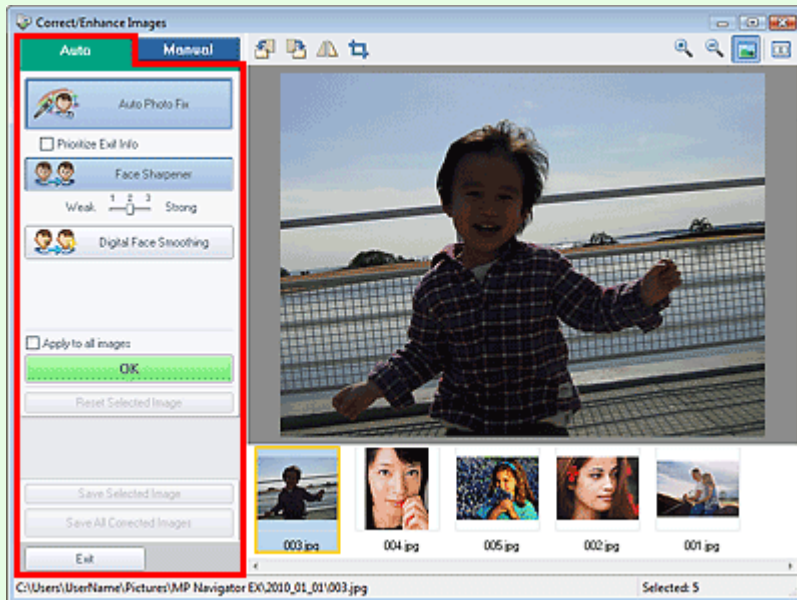 Correct/Enhance Images
Auto Manual
Auto Photo Fix
Prioritize Exif Info
Face Sharpener
1 2 3
Weak Strong
Digital Face Smoothing
Apply to all images
OK
Reset Selected Image
Save Selected Image
Save All Corrected Images
Exit
003.jpg 004.jpg 005.jpg 002.jpg 001.jpg
C:\Users\UserName\Pictures\MP Navigator EX\2010_01_01\003.jpg Selected: 5